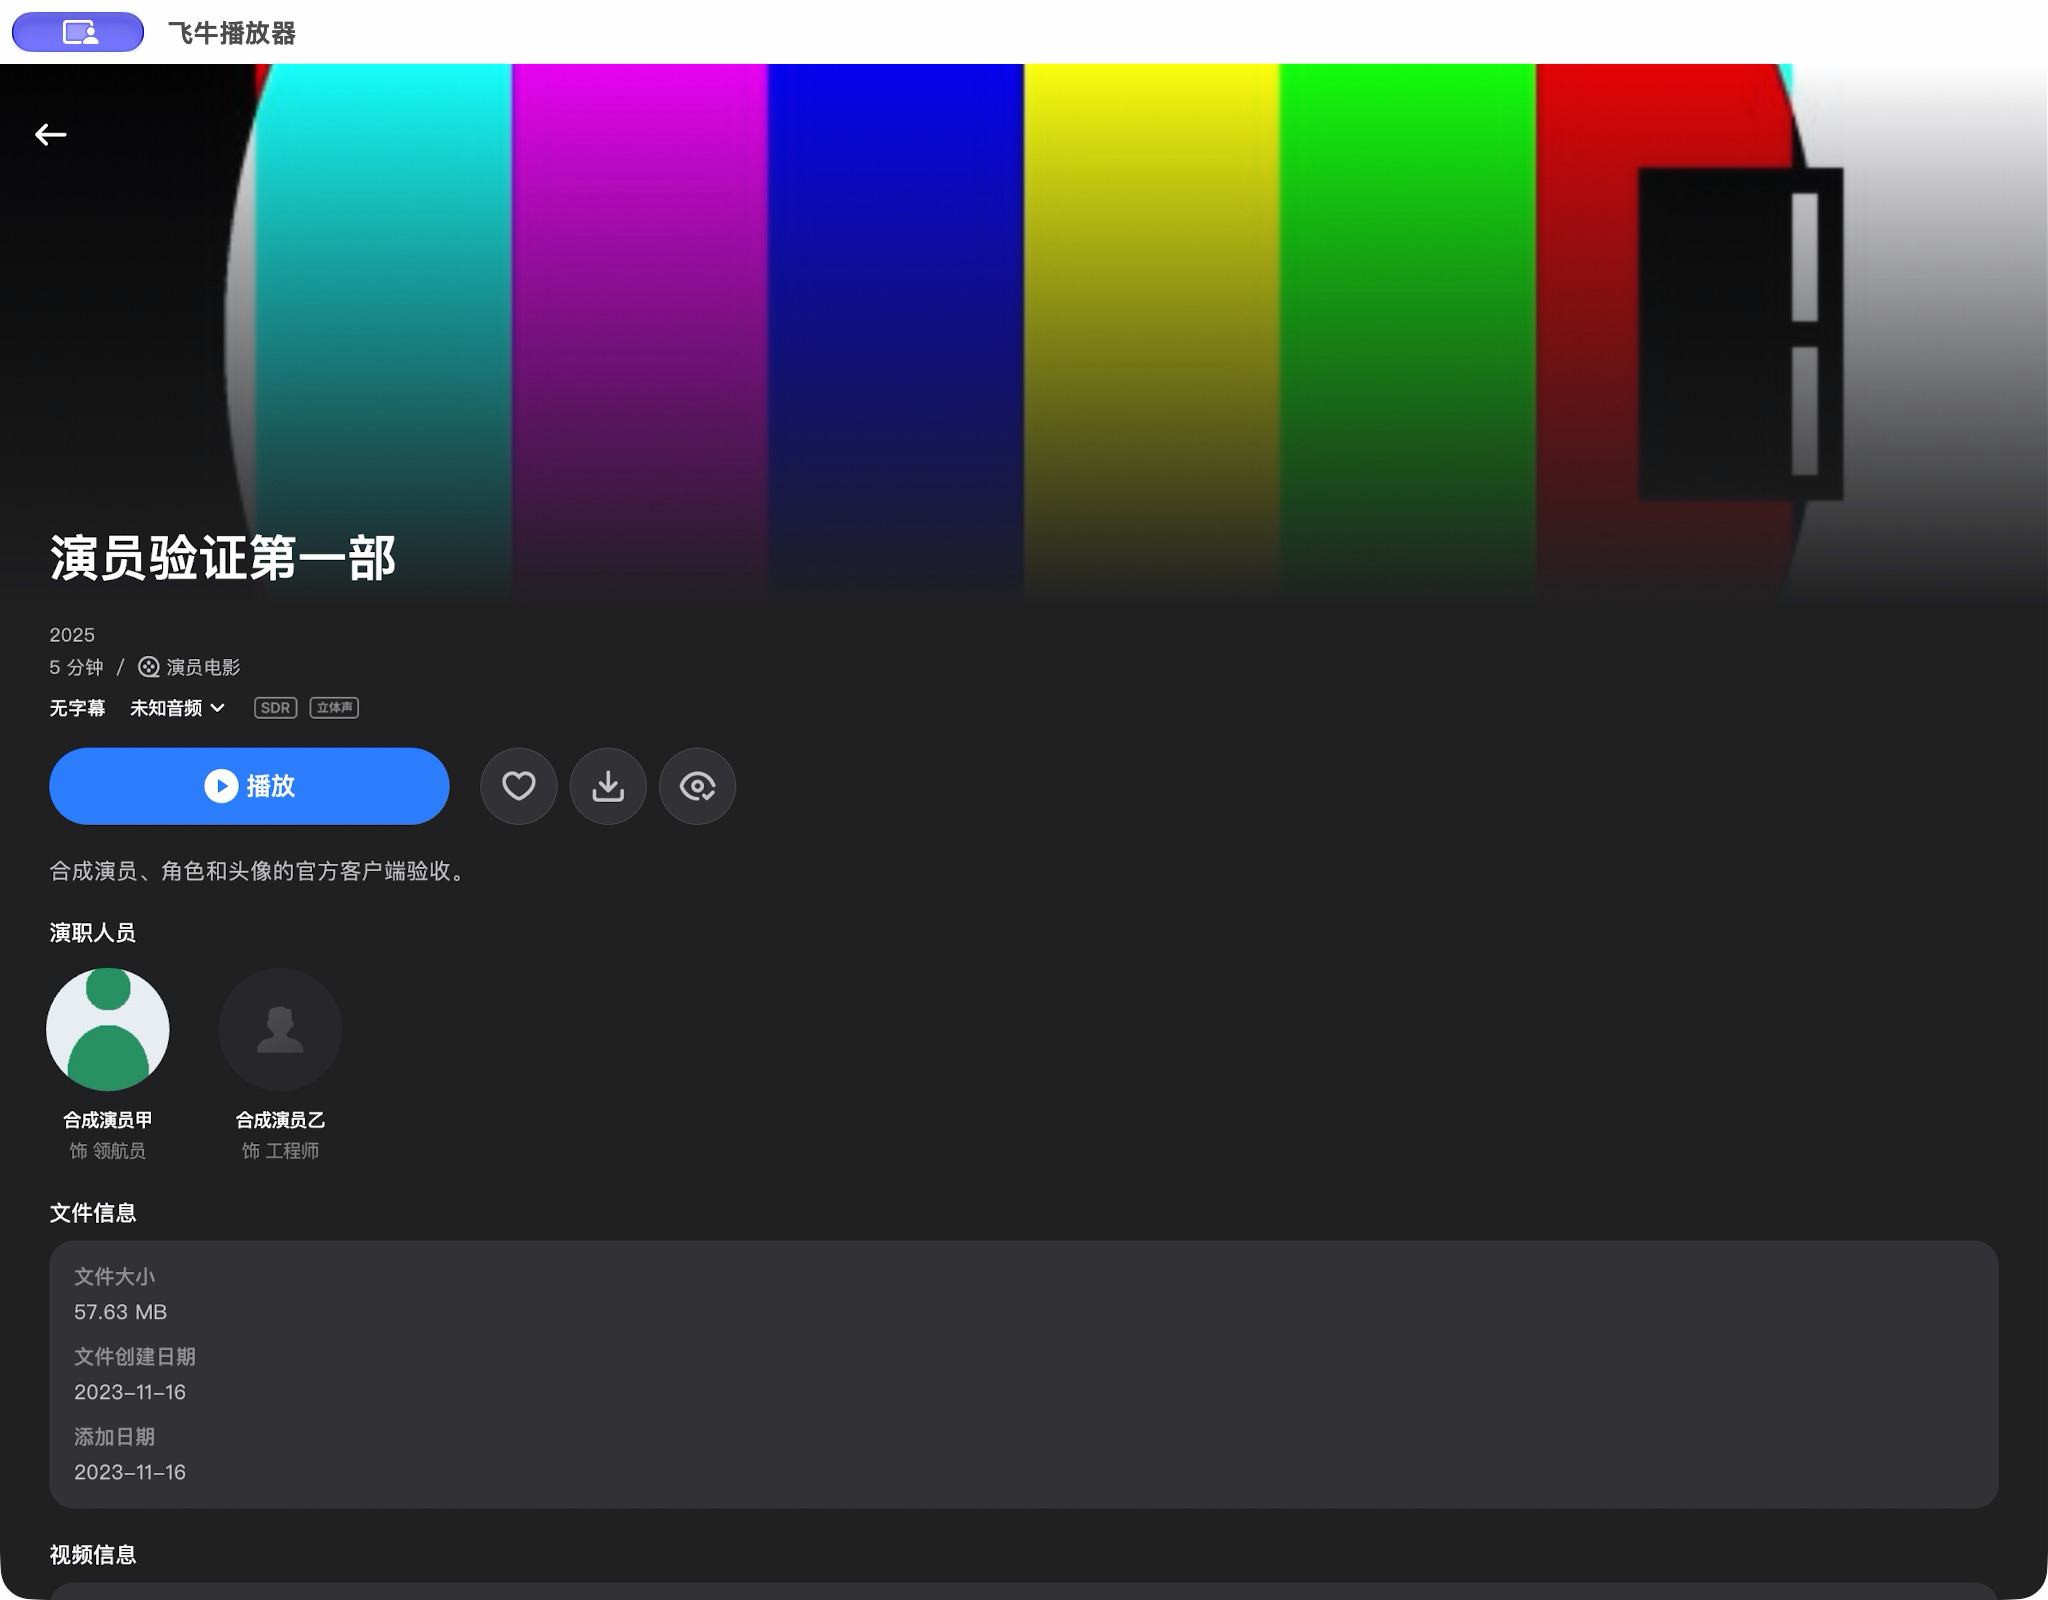 飞牛播放器
演员验证第一部
2025
5 分钟 / 演员电影
无字幕 未知音频 SDR 立体声
播放
合成演员、角色和头像的官方客户端验收。
演职人员
合成演员甲 合成演员乙
饰 领航员 饰 工程师
文件信息
文件大小
57.63 MB
文件创建日期
2023-11-16
添加日期
2023-11-16
视频信息